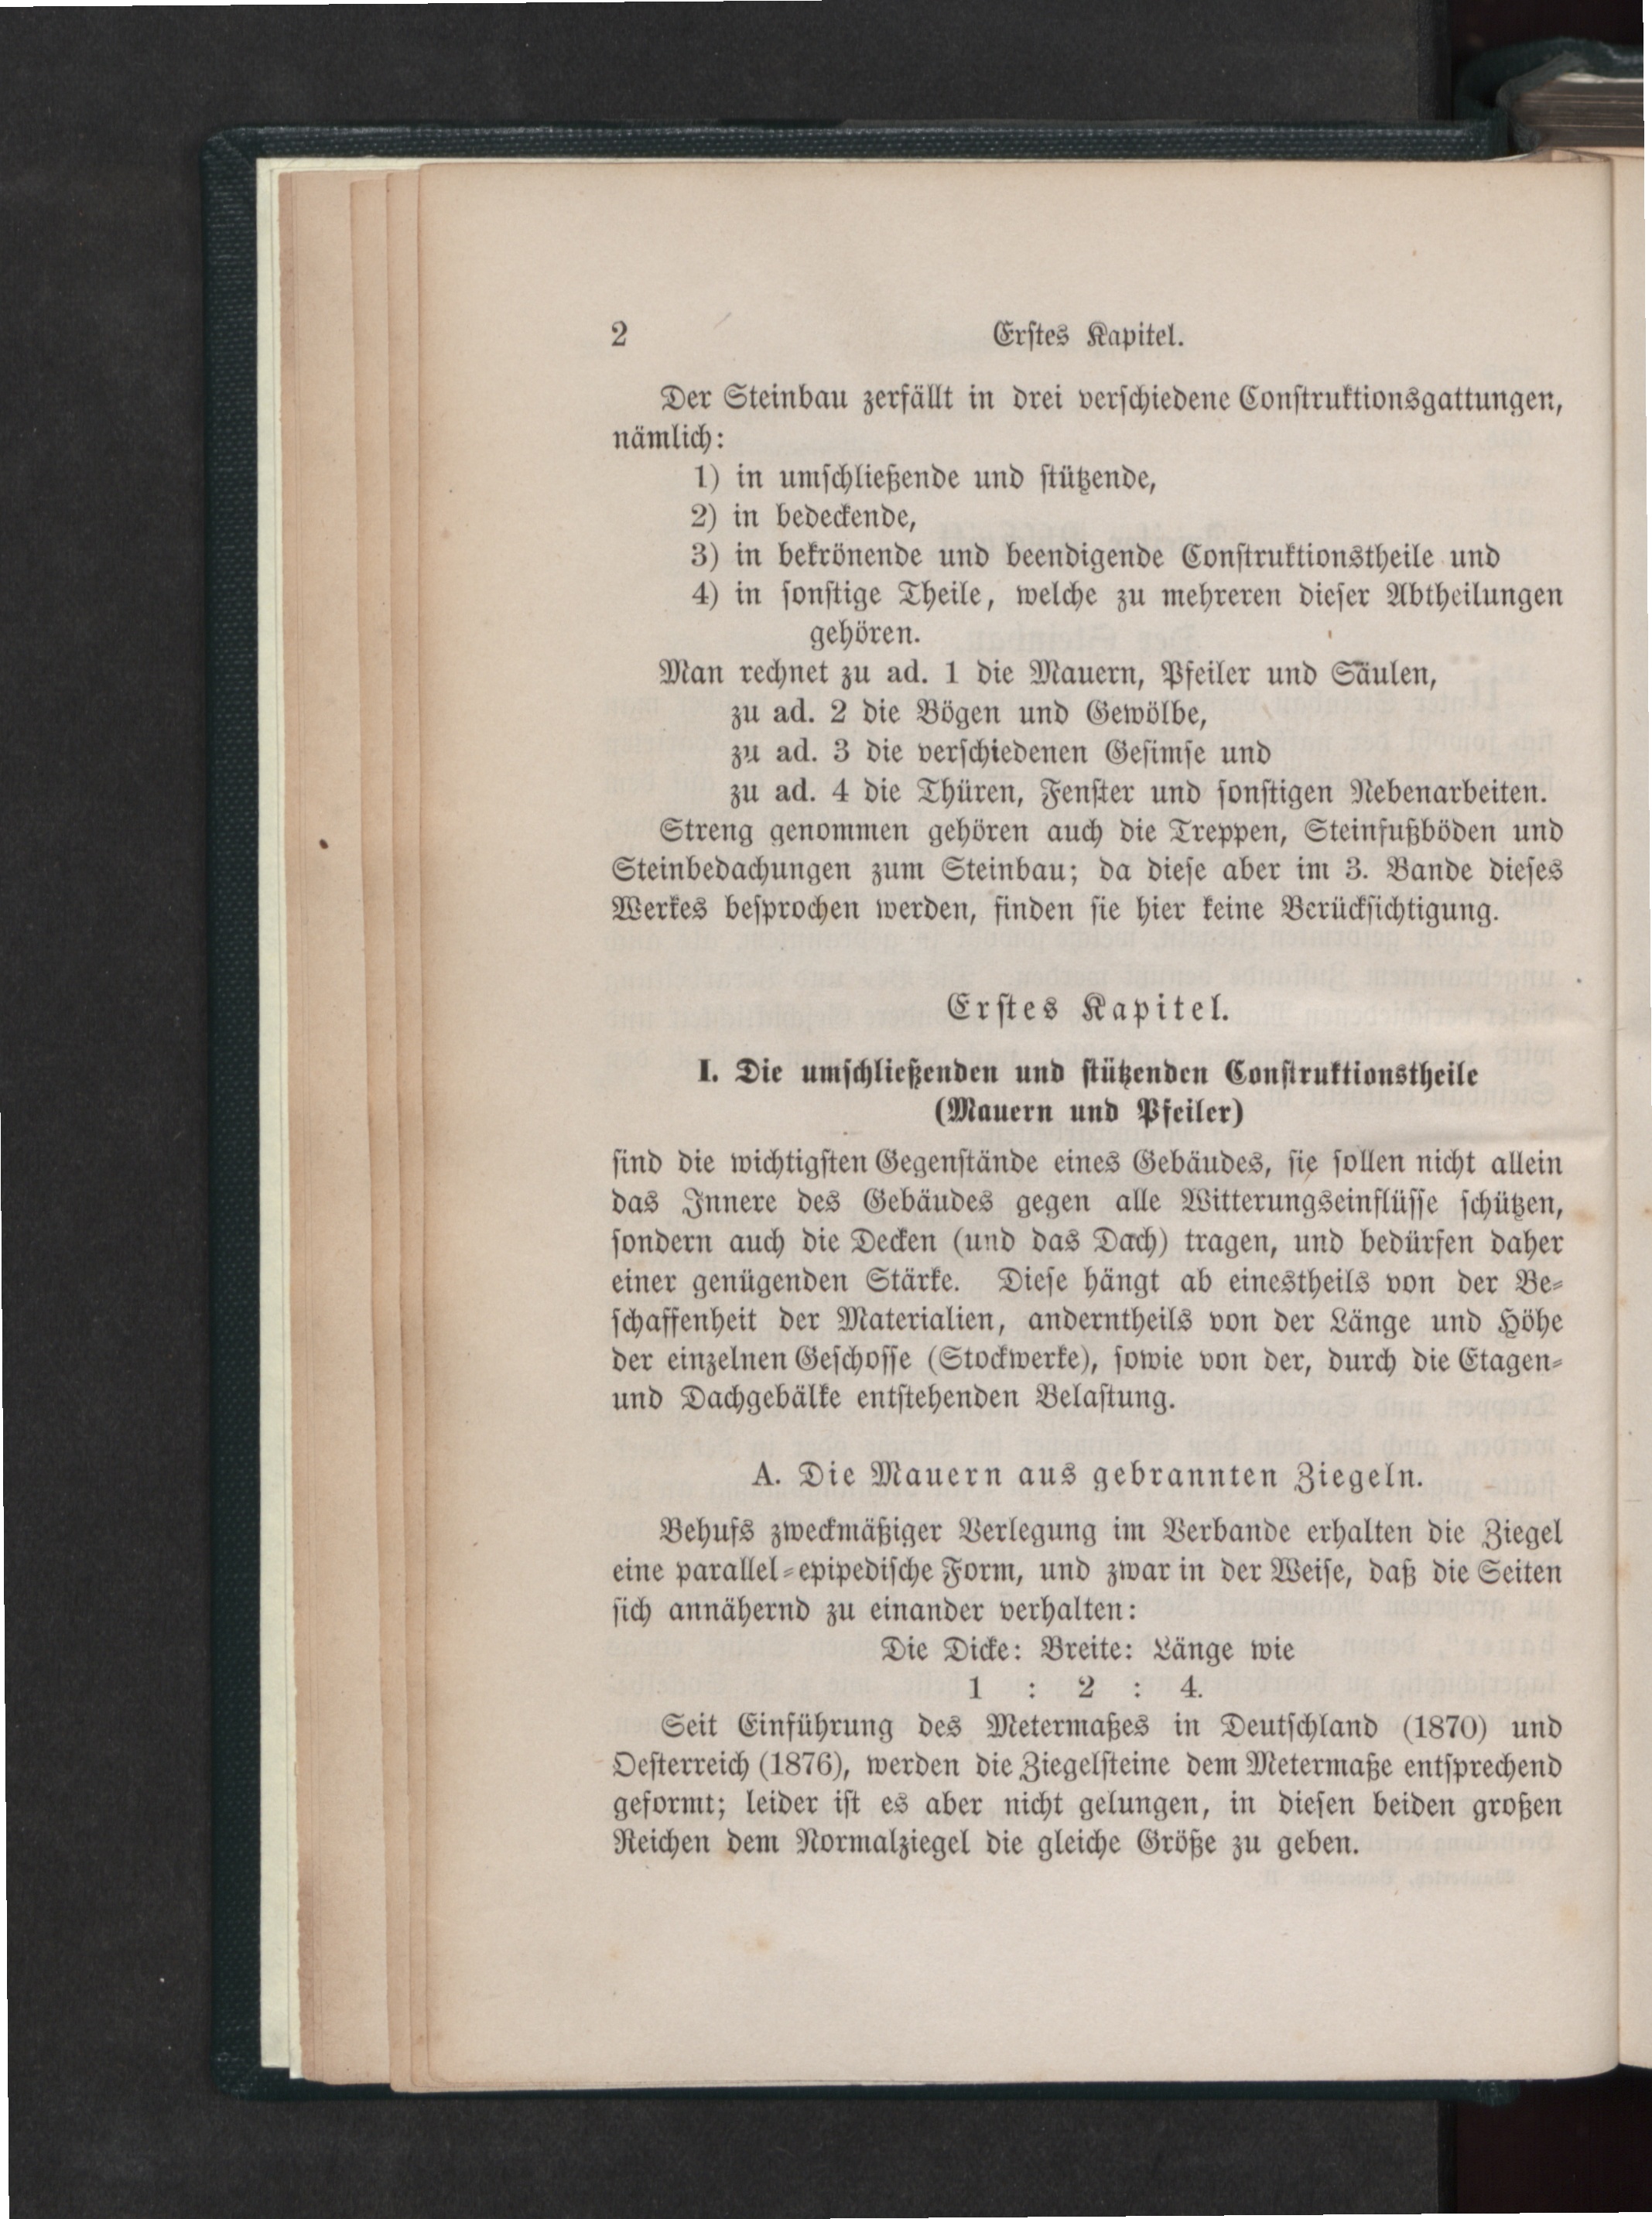 2 Erstes Kapitel.
Der Steinbau zerfällt in drei verschiedene Construktionsgattungen,
nämlich:
1) in umschließende und stützende,
2) in bedeckende,
3) in bekrönende und beendigende Construktionstheile und
4) in sonstige Theile, welche zu mehreren dieser Abtheilungen
gehören.
Man rechnet zu ad. 1 die Mauern, Pfeiler und Säulen,
zu ad. 2 die Bögen und Gewölbe,
zu ad. 3 die verschiedenen Gesimse und
zu ad. 4 die Thüren, Fenster und sonstigen Nebenarbeiten.
Streng genommen gehören auch die Treppen, Steinfußböden und
Steinbedachungen zum Steinbau; da diese aber im 3. Bande dieses
Werkes besprochen werden, finden sie hier keine Berücksichtigung.
Erstes Kapitel.
I. Die umschließenden und stützenden Construktionstheile
(Mauern und Pfeiler)
sind die wichtigsten Gegenstände eines Gebäudes, sie sollen nicht allein
das Innere des Gebäudes gegen alle Witterungseinflüsse schützen,
sondern auch die Decken (und das Dach) tragen, und bedürfen daher
einer genügenden Stärke. Diese hängt ab einestheils von der Be-
schaffenheit der Materialien, anderntheils von der Länge und Höhe
der einzelnen Geschosse (Stockwerke), sowie von der, durch die Etagen-
und Dachgebälke entstehenden Belastung.
A. Die Mauern aus gebrannten Ziegeln.
Behufs zweckmäßiger Verlegung im Verbande erhalten die Ziegel
eine parallel-epipedische Form, und zwar in der Weise, daß die Seiten
sich annähernd zu einander verhalten:
Die Dicke: Breite: Länge wie
1 : 2 : 4.
Seit Einführung des Metermaßes in Deutschland (1870) und
Oesterreich (1876), werden die Ziegelsteine dem Metermaße entsprechend
geformt; leider ist es aber nicht gelungen, in diesen beiden großen
Reichen dem Normalziegel die gleiche Größe zu geben.